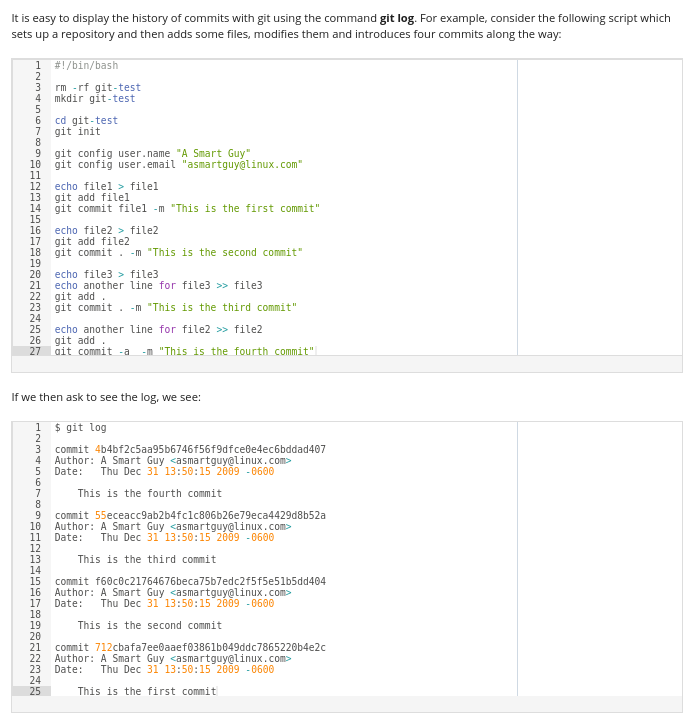 It is easy to display the history of commits with git using the command git log. For example, consider the following script which
sets up a repository and then adds some files, modifies them and introduces four commits along the way:
1 #!/bin/bash
2
3 rm -rf git-test
4 mkdir git-test
5
6 cd git-test
7 git init
8
9 git config user.name "A Smart Guy"
10 git config user.email "asmartguy@linux.com"
11
12 echo file1 > file1
13 git add file1
14 git commit file1 -m "This is the first commit"
15
16 echo file2 > file2
17 git add file2
18 git commit . -m "This is the second commit"
19
20 echo file3 > file3
21 echo another line for file3 >> file3
22 git add .
23 git commit . -m "This is the third commit"
24
25 echo another line for file2 >> file2
26 git add .
27 git commit -a  -m "This is the fourth commit"
If we then ask to see the log, we see:
1 $ git log
2
3 commit 4b4bf2c5aa95b6746f56f9dfce0e4ec6bddad407
4 Author: A Smart Guy <asmartguy@linux.com>
5 Date:   Thu Dec 31 13:50:15 2009 -0600
6
7     This is the fourth commit
8
9 commit 55eceacc9ab2b4fc1c806b26e79eca4429d8b52a
10 Author: A Smart Guy <asmartguy@linux.com>
11 Date:   Thu Dec 31 13:50:15 2009 -0600
12
13     This is the third commit
14
15 commit f60c0c21764676beca75b7edc2f5f5e51b5dd404
16 Author: A Smart Guy <asmartguy@linux.com>
17 Date:   Thu Dec 31 13:50:15 2009 -0600
18
19     This is the second commit
20
21 commit 712cbafa7ee0aaef03861b049ddc7865220b4e2c
22 Author: A Smart Guy <asmartguy@linux.com>
23 Date:   Thu Dec 31 13:50:15 2009 -0600
24
25     This is the first commit